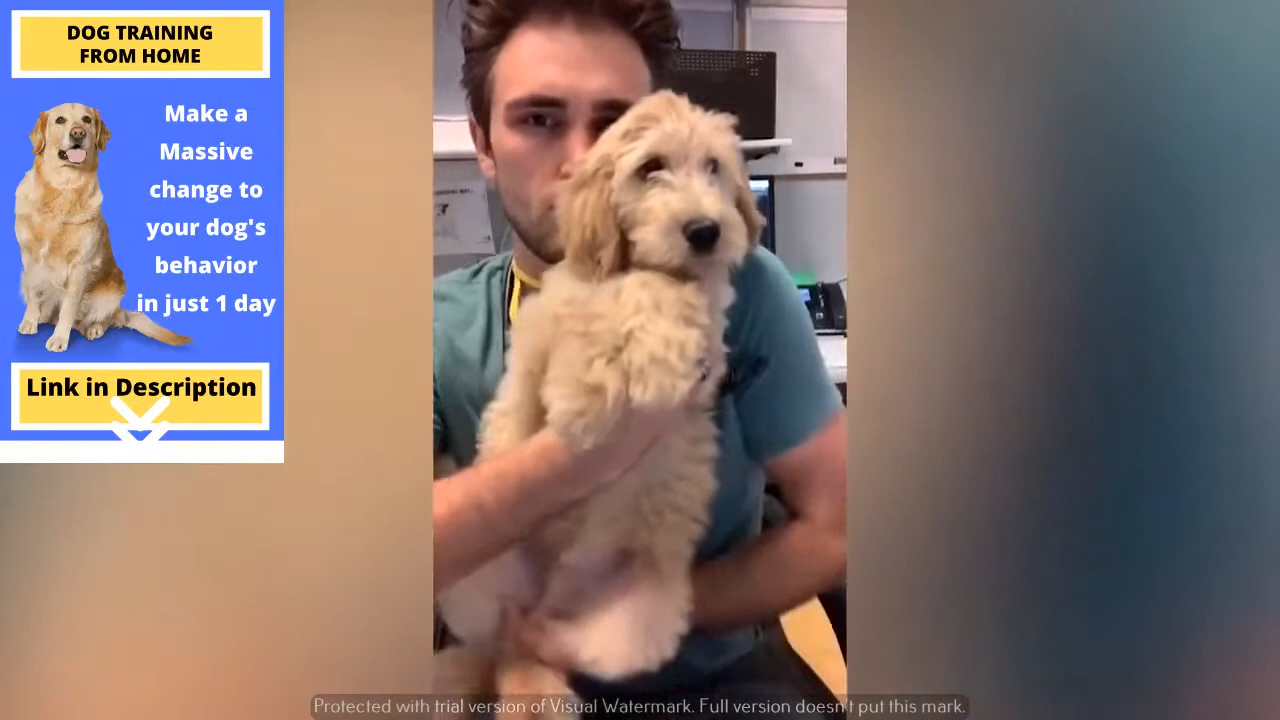 DOG TRAINING
FROM HOME
Make a
Massive
change to
your dog's
behavior
in just 1 day
Link in Description
Protected with trial version of Visual Watermark. Full version doesn't put this mark.